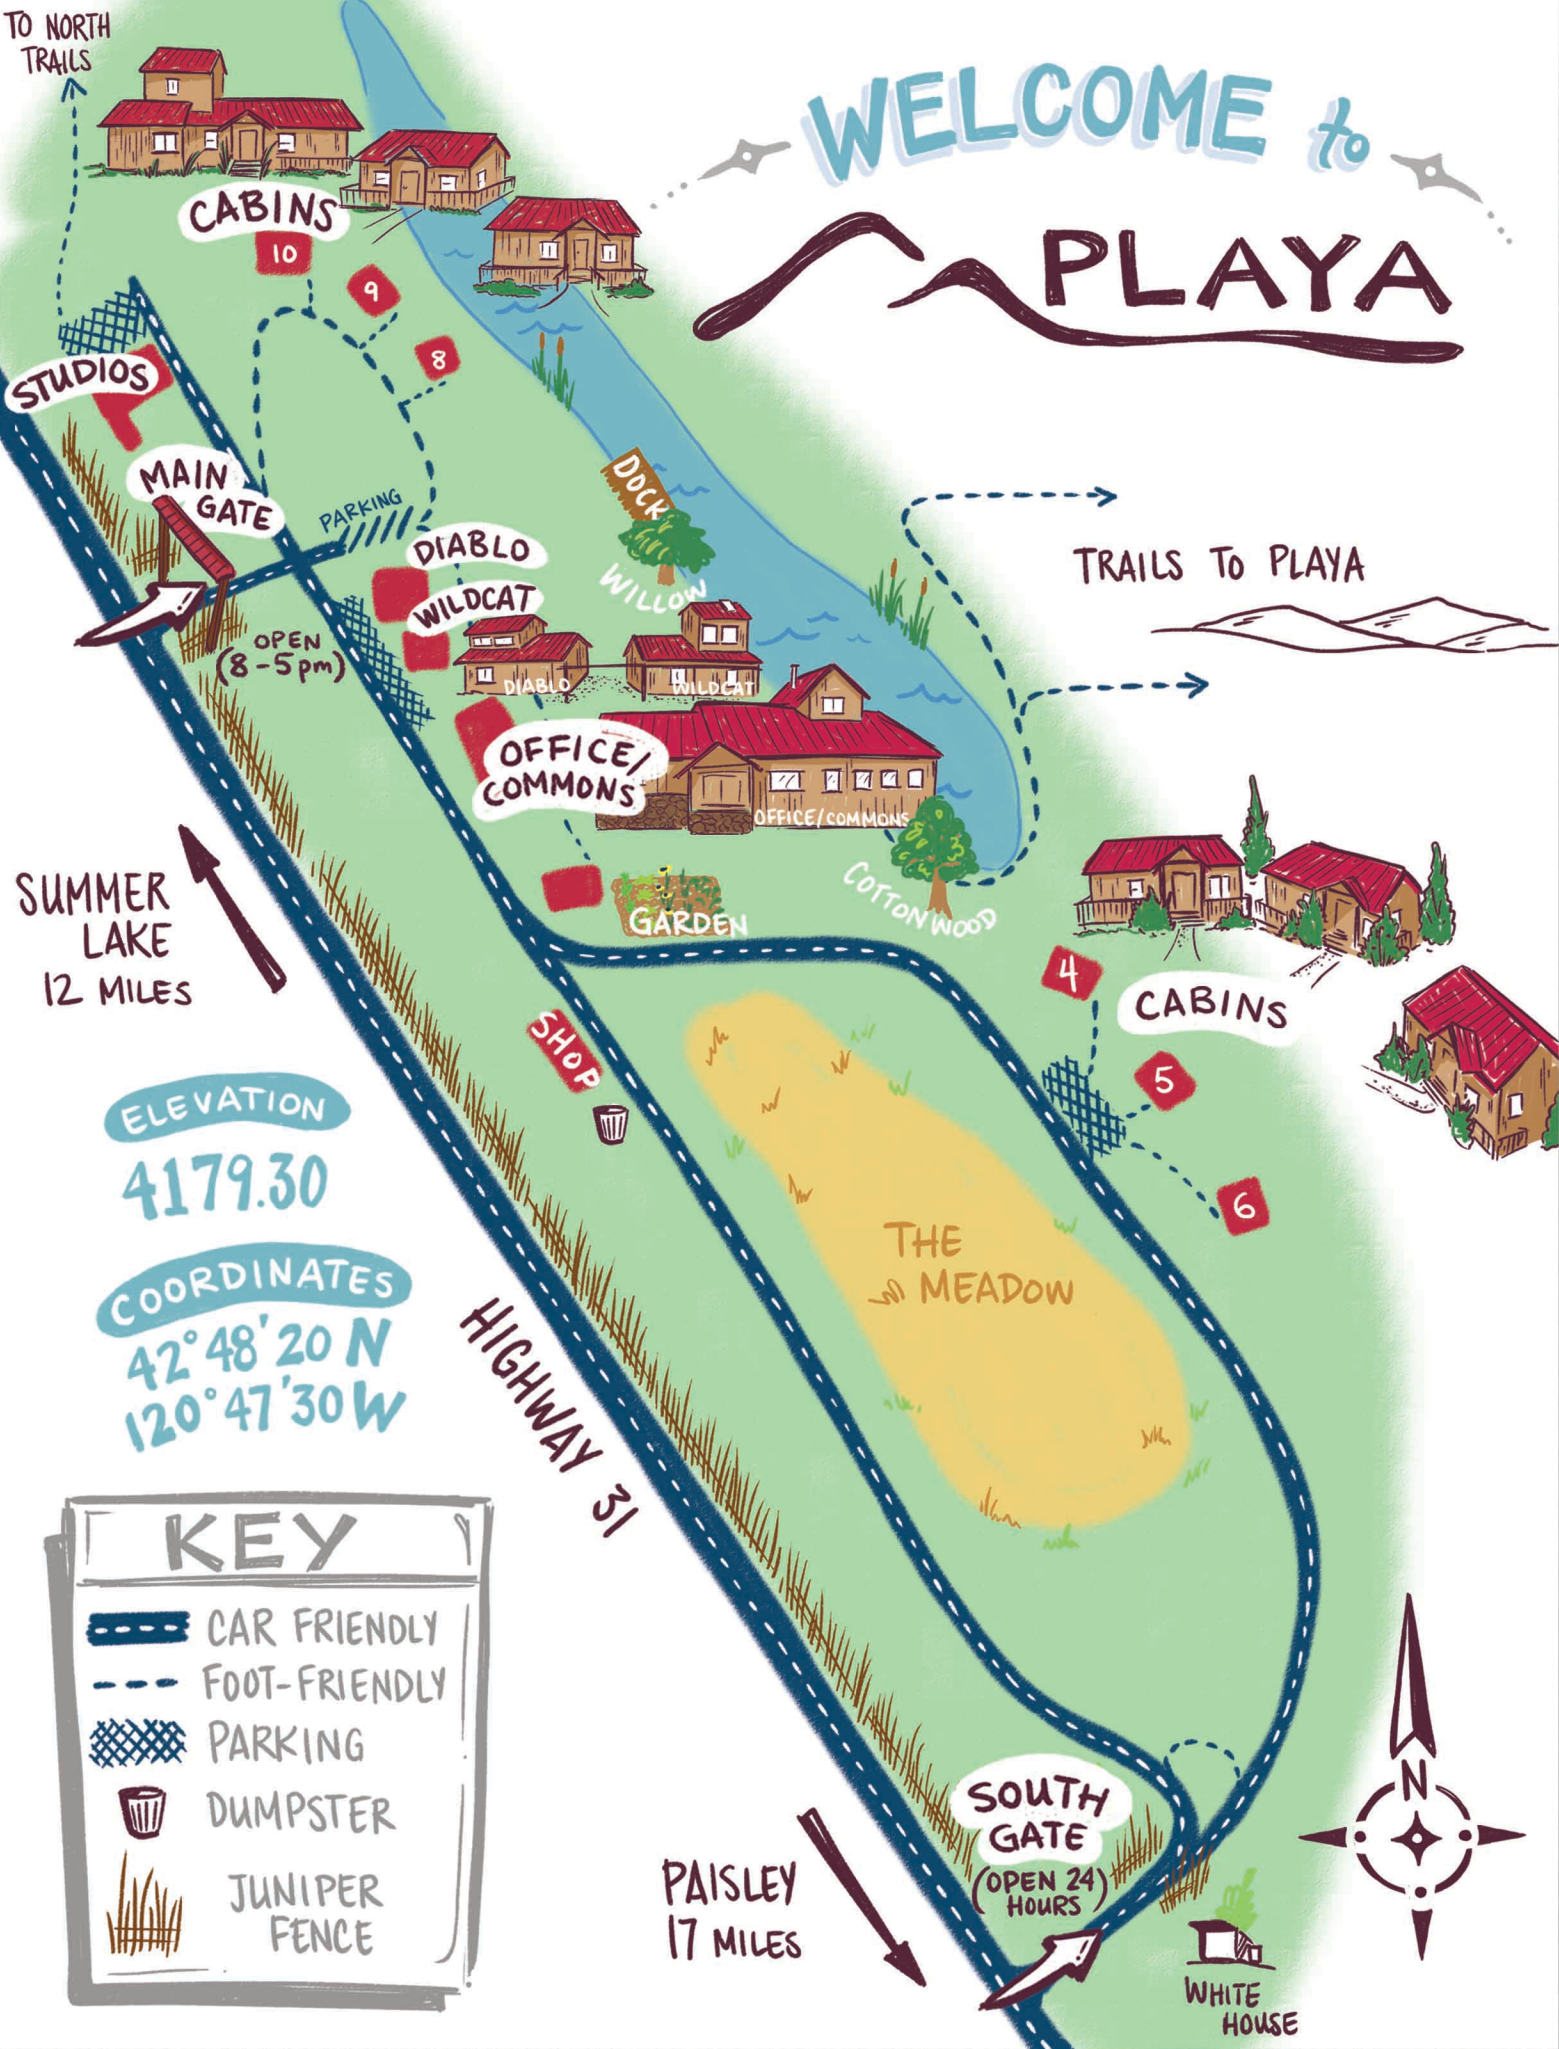 TO NORTH
TRAILS
WELCOME to
PLAYA
CABINS
10
9
8
STUDIOS
MAIN
GATE
PARKING
OPEN
(8-5pm)
DIABLO
WILDCAT
DOCK
WILLOW
DIABLO
WILDCAT
OFFICE/
COMMONS
OFFICE/COMMONS
TRAILS TO PLAYA
GARDEN
COTTONWOOD
SUMMER
LAKE
12 MILES
4
CABINS
5
6
SHOP
ELEVATION
4179.30
COORDINATES
42°48'20 N
120°47'30 W
THE
MEADOW
HIGHWAY 31
KEY
CAR FRIENDLY
FOOT-FRIENDLY
PARKING
DUMPSTER
JUNIPER
FENCE
SOUTH
GATE
(OPEN 24
HOURS)
PAISLEY
17 MILES
N
WHITE
HOUSE